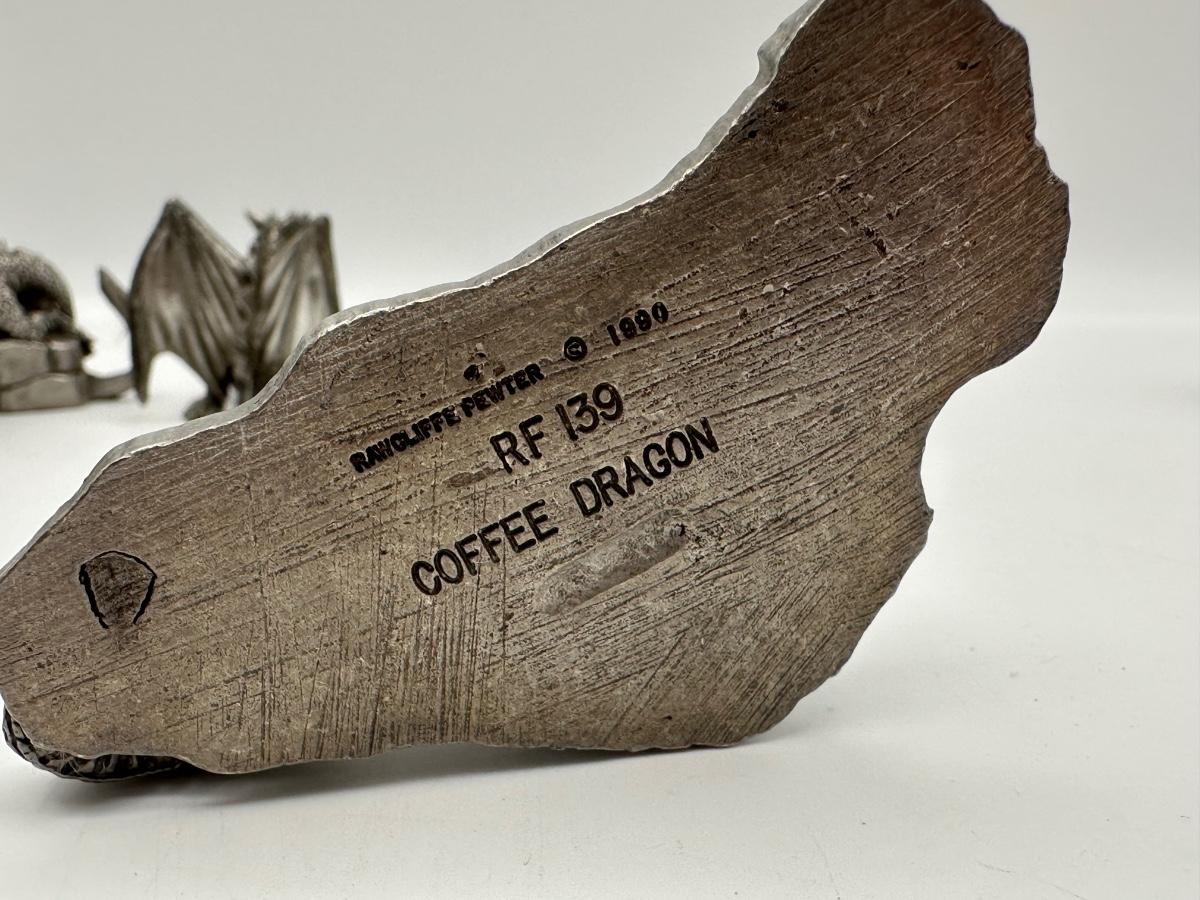 RAWCLIFFE PEWTER © 1990
RF 139
COFFEE DRAGON